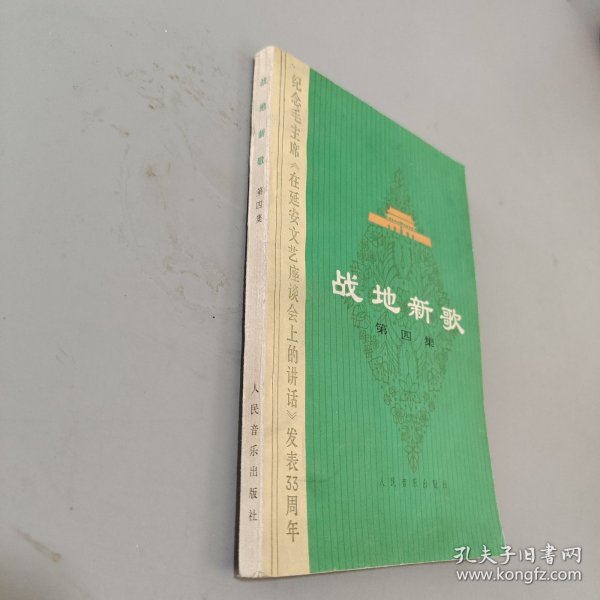 战地新歌
第四集
人民音乐出版社
纪念毛主席《在延安文艺座谈会上的讲话》发表33周年
战地新歌
第四集
人民音乐出版社
孔夫子旧书网
www.kongfz.com